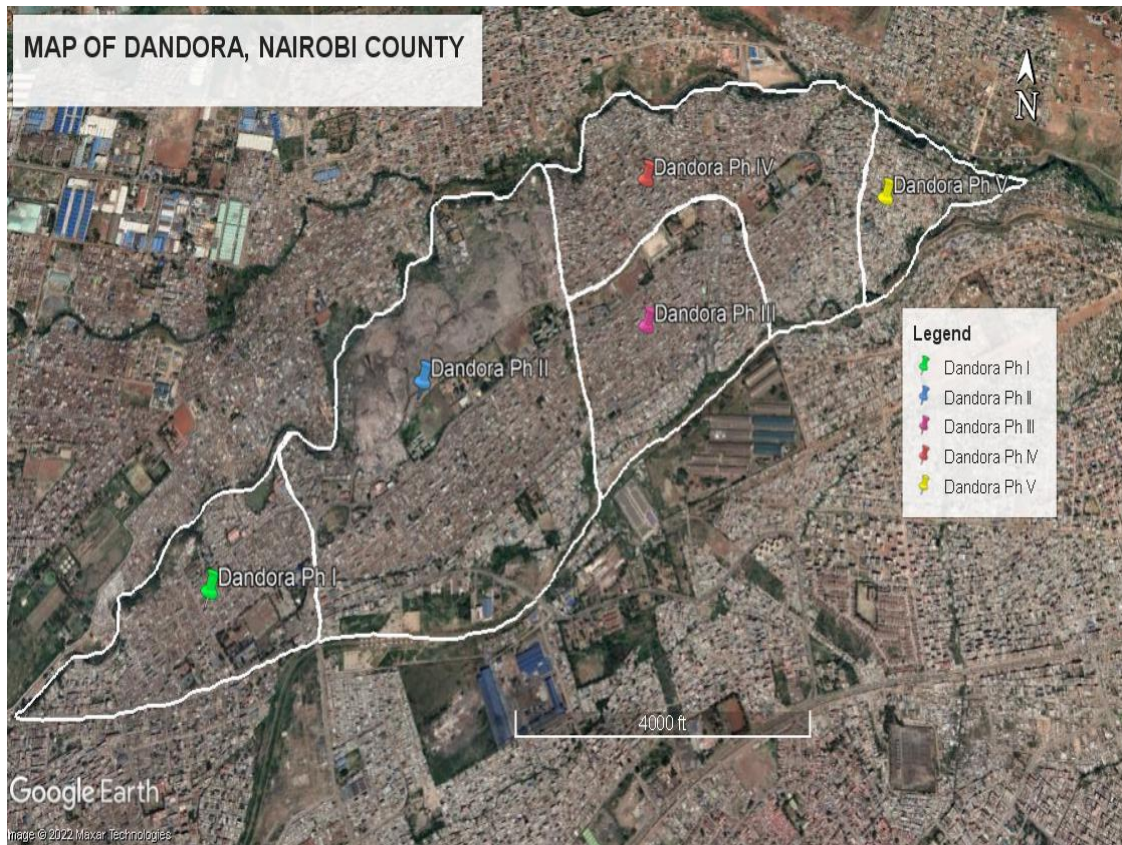 MAP OF DANDORA, NAIROBI COUNTY
N
Dandora Ph IV
Dandora Ph V
Dandora Ph III
Dandora Ph II
Dandora Ph I
Legend
Dandora Ph I
Dandora Ph II
Dandora Ph III
Dandora Ph IV
Dandora Ph V
4000 ft
Google Earth
mage © 2022 Maxar Technologies